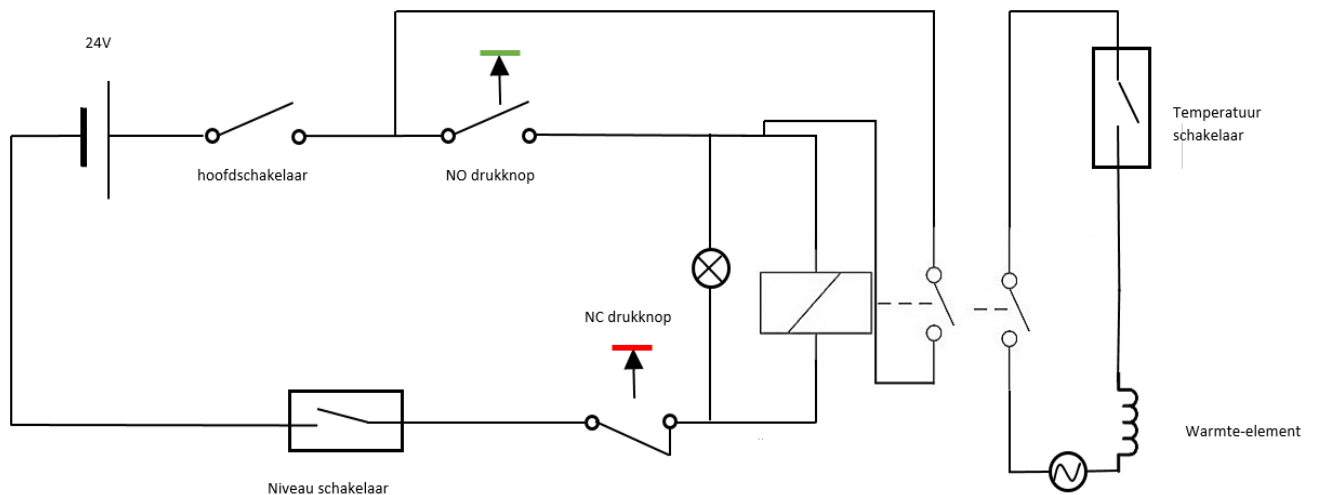 24V
hoofdschakelaar
NO drukknop
Temperatuur
schakelaar
NC drukknop
Warmte-element
Niveau schakelaar